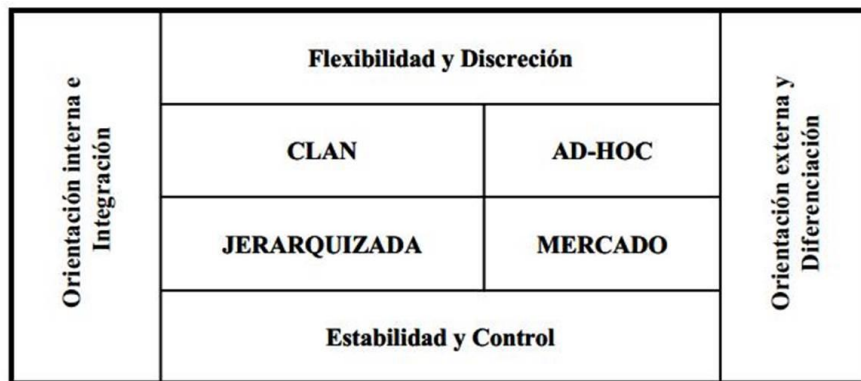 Orientación interna e
Integración
Flexibilidad y Discreción
CLAN
AD-HOC
JERARQUIZADA
MERCADO
Estabilidad y Control
Orientación externa y
Diferenciación